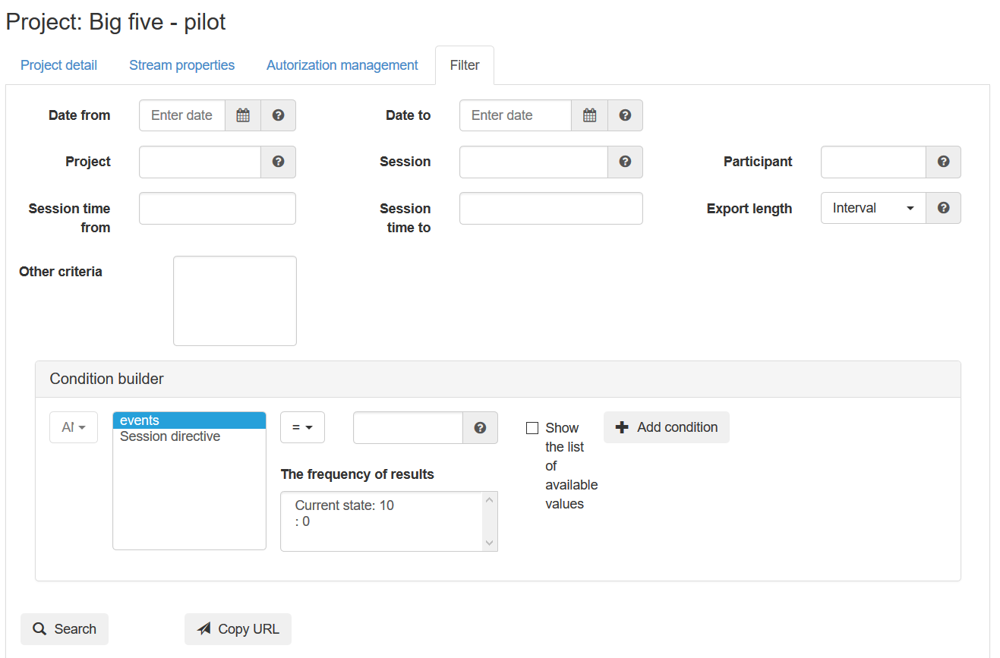 Project: Big five - pilot
Project detail Stream properties Autorization management Filter
Date from Enter date Date to Enter date
Project Session Participant
Session time from Session time to Export length Interval
Other criteria
Condition builder
events = Show the list of available values Add condition
Session directive
The frequency of results
Current state: 10
: 0
Search Copy URL